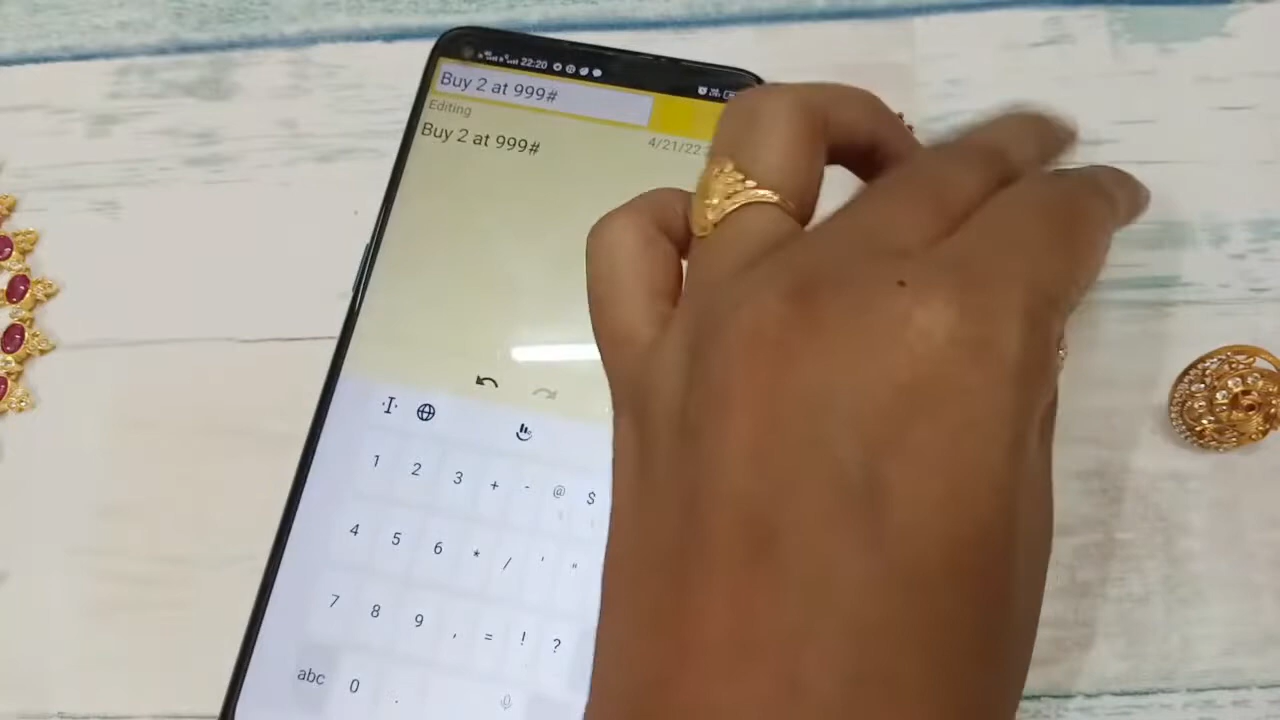 22:20
Buy 2 at 999#
Editing
Buy 2 at 999#
4/21/22
1 2 3 + - @ $
4 5 6 * / ' "
7 8 9 , = ! ?
abc 0 .